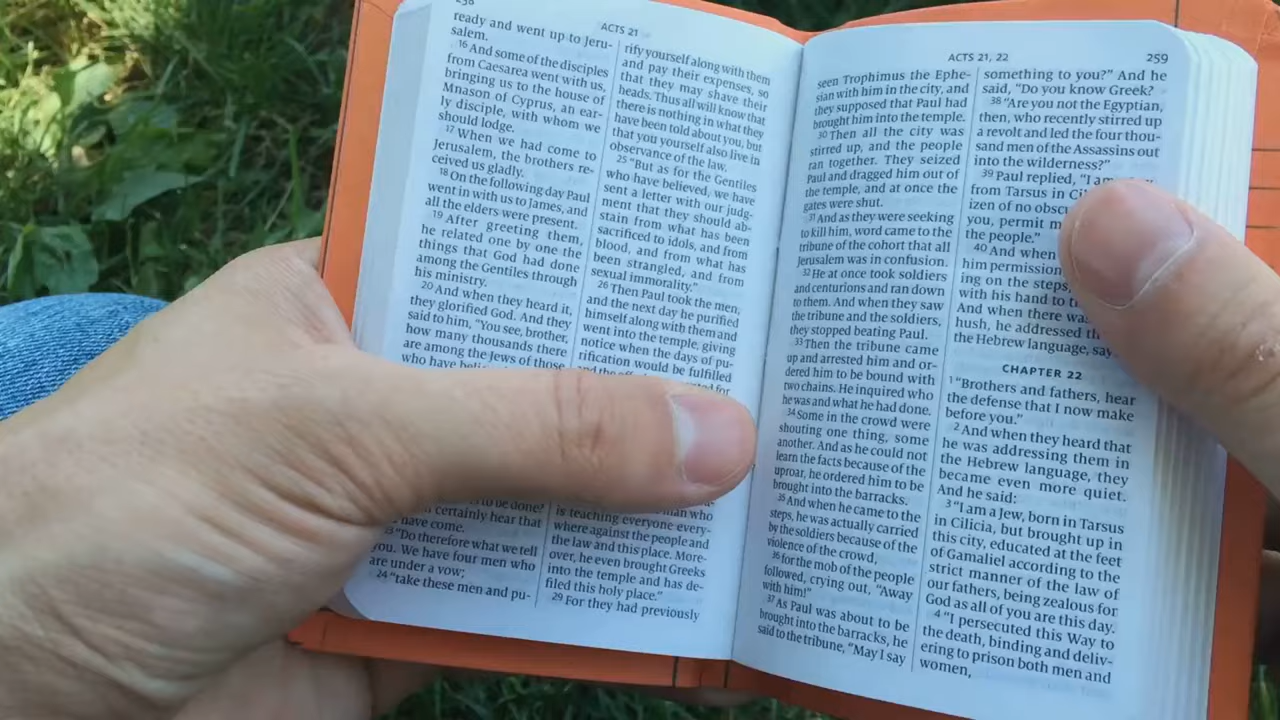 238
ACTS 21
ready and went up to Jeru-
salem.
16 And some of the disciples
from Caesarea went with us,
bringing us to the house of
Mnason of Cyprus, an ear-
ly disciple, with whom we
should lodge.
17 When we had come to
Jerusalem, the brothers re-
ceived us gladly.
18 On the following day Paul
went in with us to James, and
all the elders were present.
19 After greeting them,
he related one by one the
things that God had done
among the Gentiles through
his ministry.
20 And when they heard it,
they glorified God. And they
said to him, "You see, brother,
how many thousands there
are among the Jews of those
who have
to be done?
certainly hear that
have come.
23 "Do therefore what we tell
you. We have four men who
are under a vow;
24 "take these men and pu-
rify yourself along with them
and pay their expenses, so
that they may shave their
heads. Thus all will know that
there is nothing in what they
have been told about you, but
that you yourself also live in
observance of the law.
25 "But as for the Gentiles
who have believed, we have
sent a letter with our judg-
ment that they should ab-
stain from what has been
sacrificed to idols, and from
blood, and from what has
been strangled, and from
sexual immorality."
26 Then Paul took the men,
and the next day he purified
himself along with them and
went into the temple, giving
notice when the days of pu-
rification would be fulfilled
and the for
man who
is teaching everyone every-
where against the people and
the law and this place. More-
over, he even brought Greeks
into the temple and has de-
filed this holy place."
29 For they had previously
ACTS 21, 22
259
seen Trophimus the Ephe-
sian with him in the city, and
they supposed that Paul had
brought him into the temple.
30 Then all the city was
stirred up, and the people
ran together. They seized
Paul and dragged him out of
the temple, and at once the
gates were shut.
31 And as they were seeking
to kill him, word came to the
tribune of the cohort that all
Jerusalem was in confusion.
32 He at once took soldiers
and centurions and ran down
to them. And when they saw
the tribune and the soldiers,
they stopped beating Paul.
33 Then the tribune came
up and arrested him and or-
dered him to be bound with
two chains. He inquired who
he was and what he had done.
34 Some in the crowd were
shouting one thing, some
another. And as he could not
learn the facts because of the
uproar, he ordered him to be
brought into the barracks.
35 And when he came to the
steps, he was actually carried
by the soldiers because of the
violence of the crowd,
36 for the mob of the people
followed, crying out, "Away
with him!"
37 As Paul was about to be
brought into the barracks, he
said to the tribune, "May I say
something to you?" And he
said, "Do you know Greek?
38 "Are you not the Egyptian,
then, who recently stirred up
a revolt and led the four thou-
sand men of the Assassins out
into the wilderness?"
39 Paul replied, "I am
from Tarsus in
izen of no
you, permit
the people."
40 And when
him permission,
ing on the steps,
with his hand to
And when there was
hush, he addressed
the Hebrew language,
CHAPTER 22
1 "Brothers and fathers, hear
the defense that I now make
before you."
2 And when they heard that
he was addressing them in
the Hebrew language, they
became even more quiet.
And he said:
3 "I am a Jew, born in Tarsus
in Cilicia, but brought up in
this city, educated at the feet
of Gamaliel according to the
strict manner of the law of
our fathers, being zealous for
God as all of you are this day.
4 "I persecuted this Way to
the death, binding and deliv-
ering to prison both men and
women,